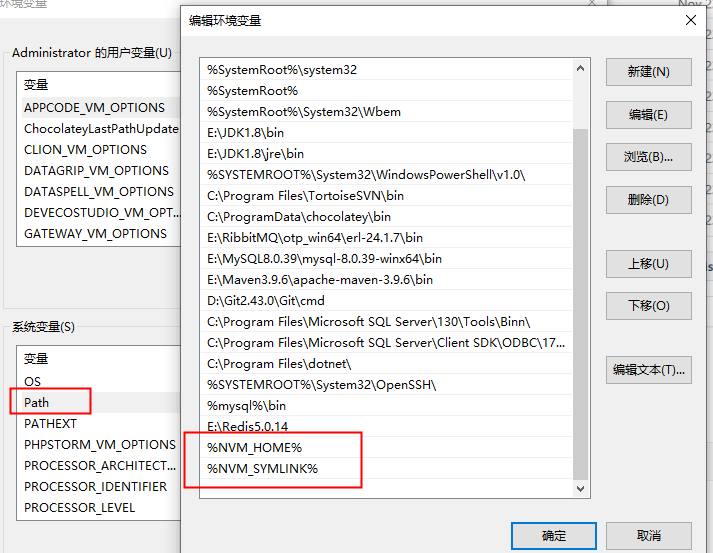 环境变量
Administrator 的用户变量(U)
变量
APPCODE_VM_OPTIONS
ChocolateyLastPathUpdate
CLION_VM_OPTIONS
DATAGRIP_VM_OPTIONS
DATASPELL_VM_OPTIONS
DEVECOSTUDIO_VM_OPT...
GATEWAY_VM_OPTIONS
系统变量(S)
变量
OS
Path
PATHEXT
PHPSTORM_VM_OPTIONS
PROCESSOR_ARCHITECT...
PROCESSOR_IDENTIFIER
PROCESSOR_LEVEL
编辑环境变量
%SystemRoot%\system32
%SystemRoot%
%SystemRoot%\System32\Wbem
E:\JDK1.8\bin
E:\JDK1.8\jre\bin
%SYSTEMROOT%\System32\WindowsPowerShell\v1.0\
C:\Program Files\TortoiseSVN\bin
C:\ProgramData\chocolatey\bin
E:\RibbitMQ\otp_win64\erl-24.1.7\bin
E:\MySQL8.0.39\mysql-8.0.39-winx64\bin
E:\Maven3.9.6\apache-maven-3.9.6\bin
D:\Git2.43.0\Git\cmd
C:\Program Files\Microsoft SQL Server\130\Tools\Binn\
C:\Program Files\Microsoft SQL Server\Client SDK\ODBC\17...
C:\Program Files\dotnet\
%SYSTEMROOT%\System32\OpenSSH\
%mysql%\bin
E:\Redis5.0.14
%NVM_HOME%
%NVM_SYMLINK%
新建(N)
编辑(E)
浏览(B)...
删除(D)
上移(U)
下移(O)
编辑文本(T)...
确定
取消